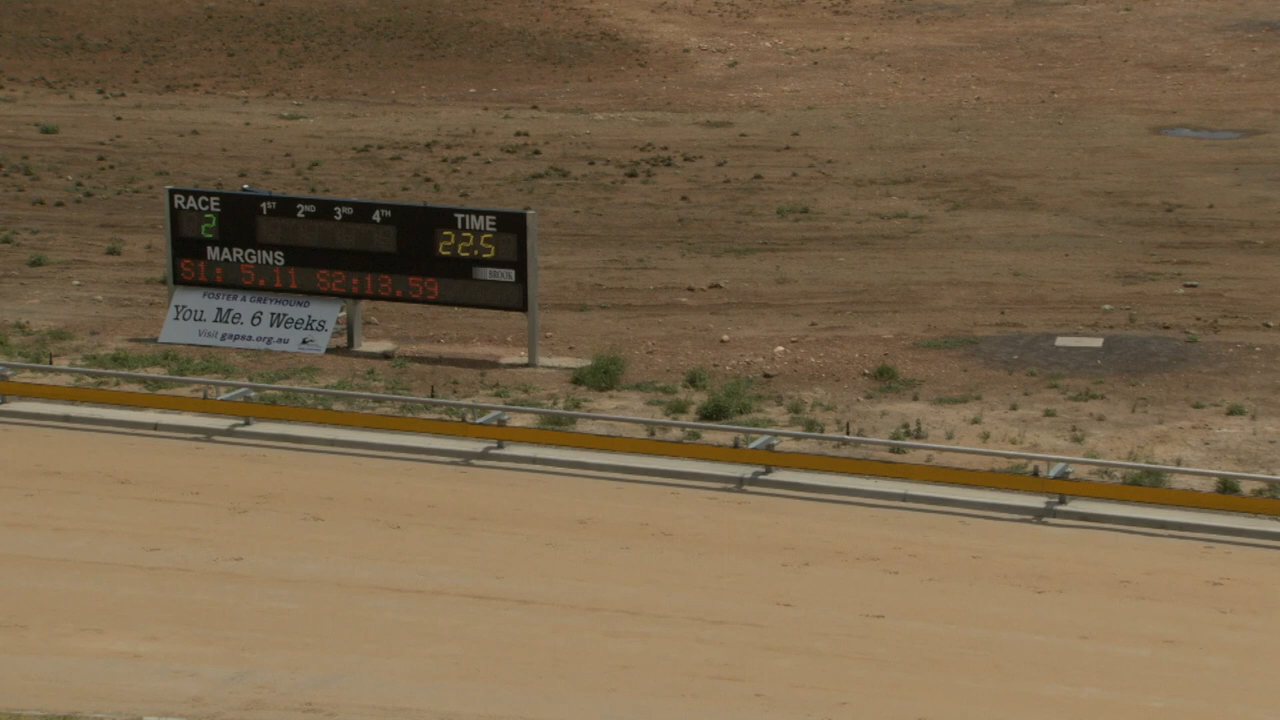 RACE 1ST 2ND 3RD 4TH TIME
2 22.5
MARGINS
BROOK
S1: 5.11 S2:13.59
FOSTER A GREYHOUND
You. Me. 6 Weeks.
Visit gapsa.org.au